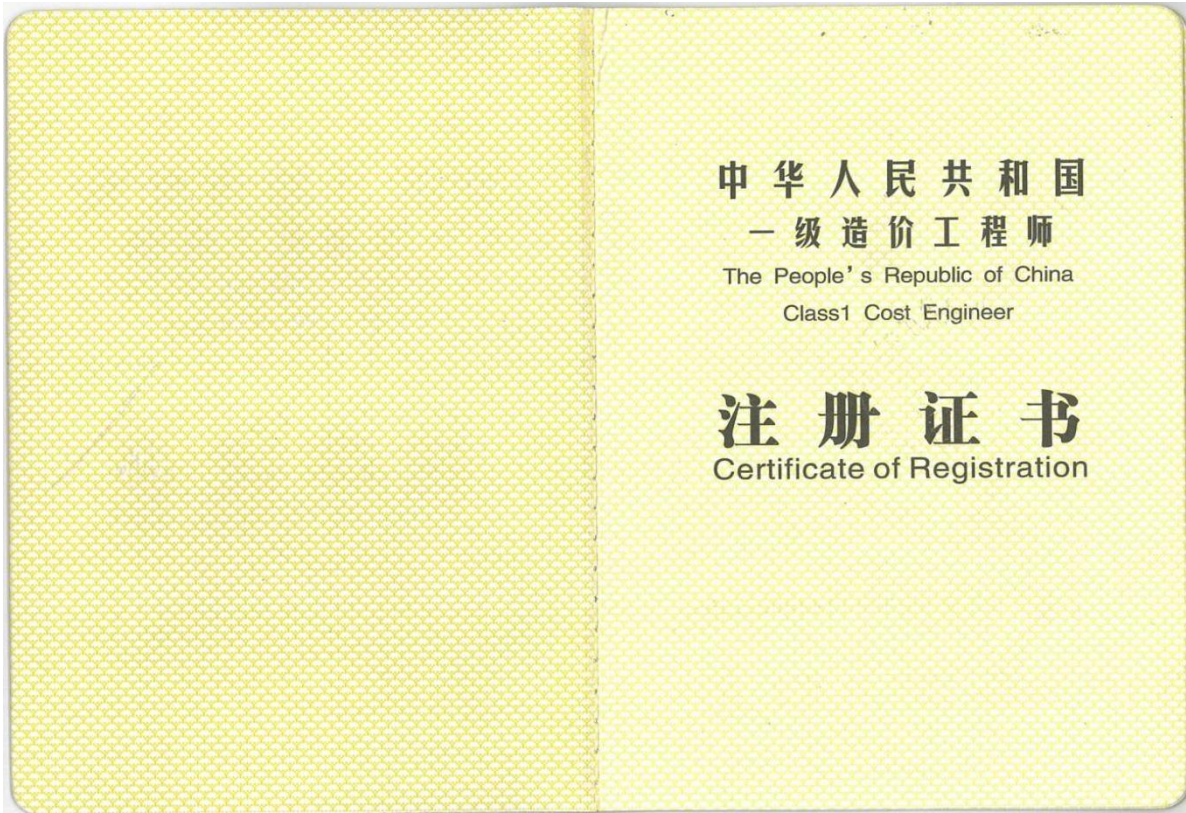 中华人民共和国
一级造价工程师
The People's Republic of China
Class1 Cost Engineer
注册证书
Certificate of Registration